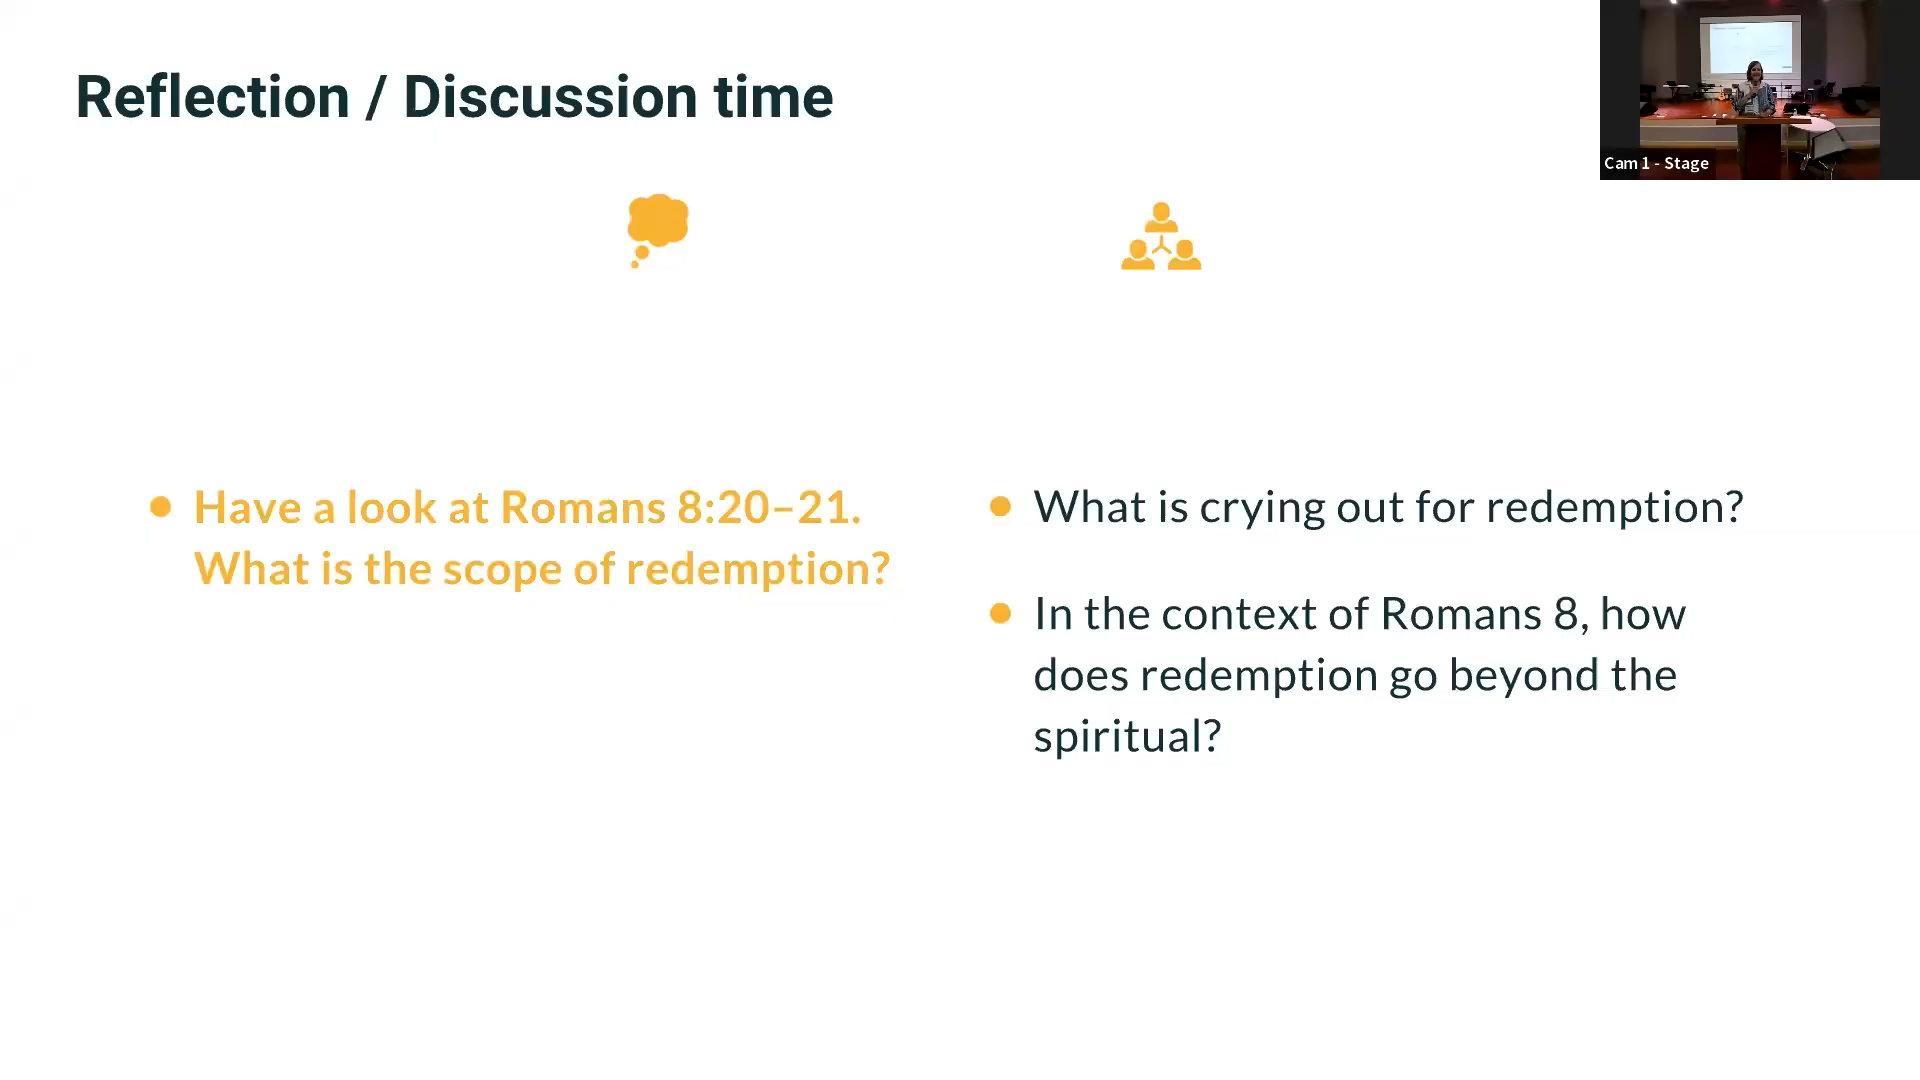 Reflection / Discussion time
Cam 1 - Stage
Have a look at Romans 8:20–21.
What is the scope of redemption?
What is crying out for redemption?
In the context of Romans 8, how
does redemption go beyond the
spiritual?